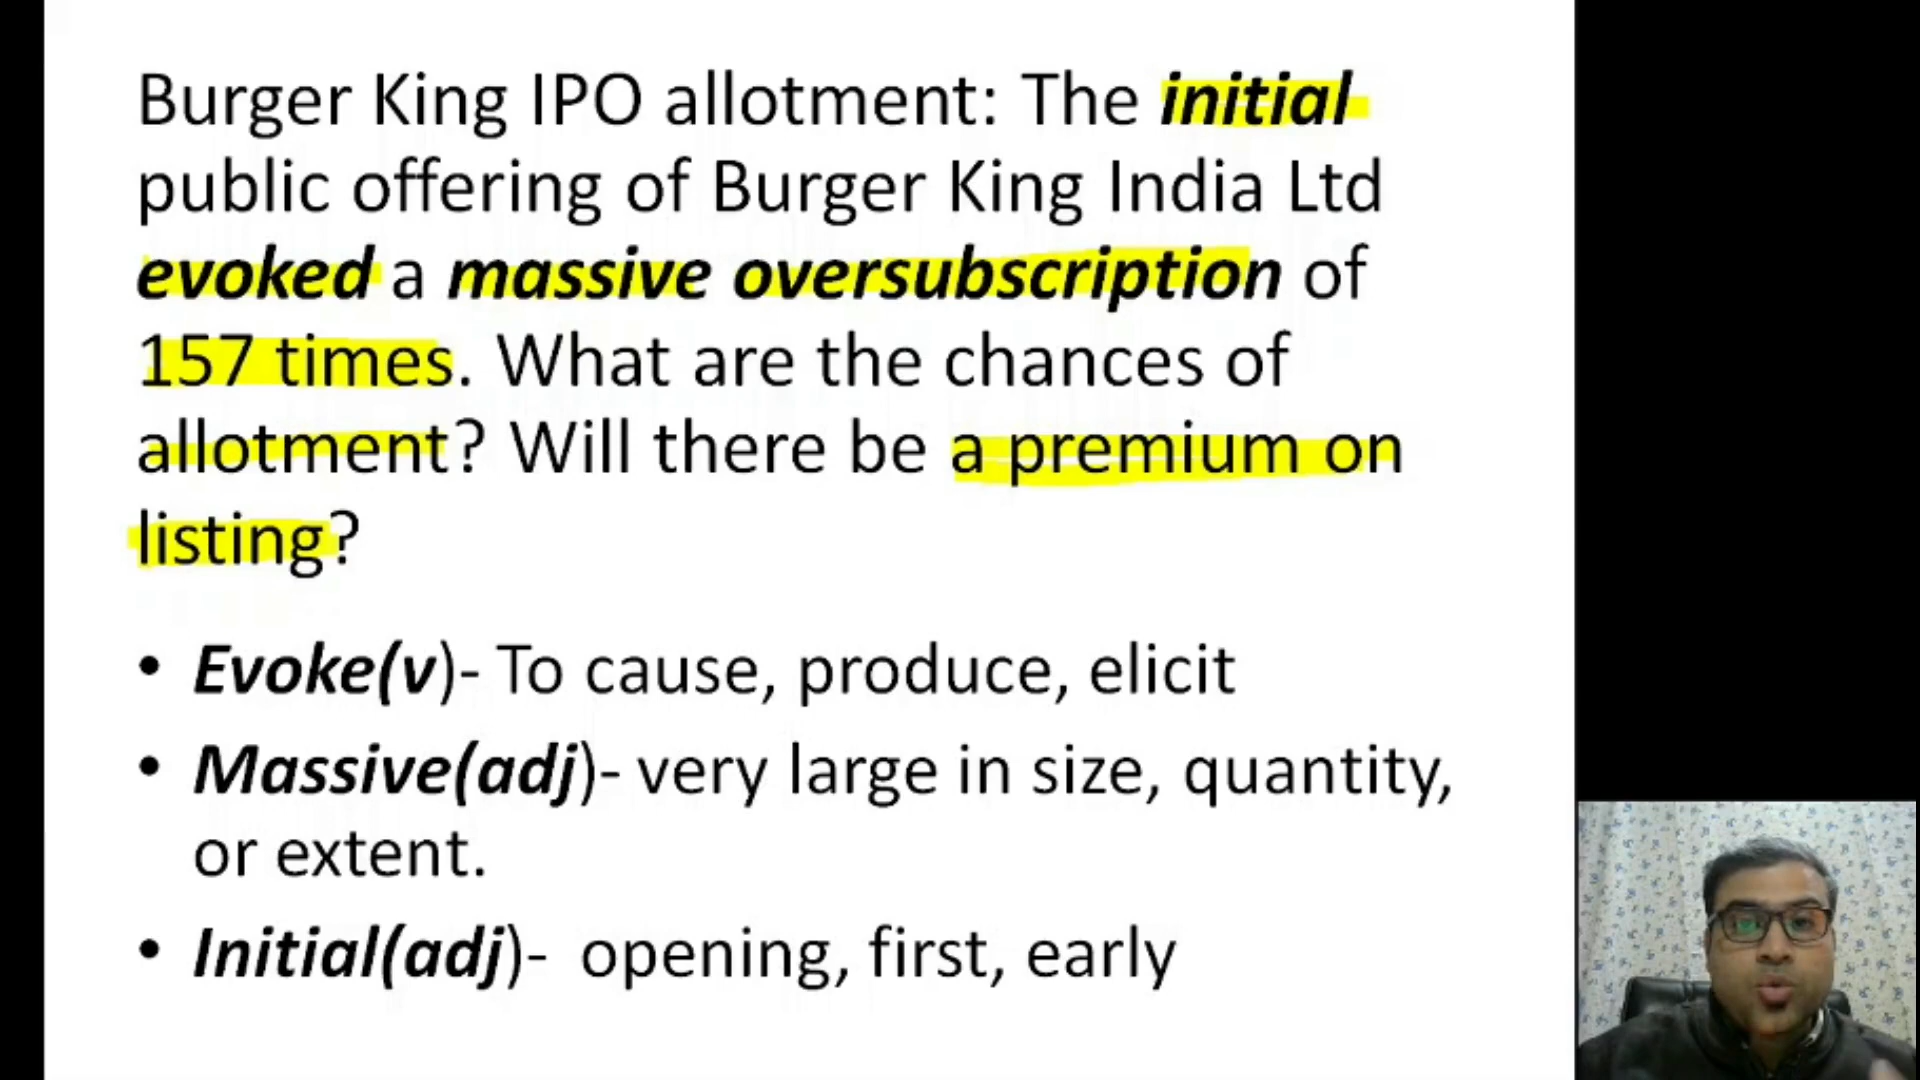 Burger King IPO allotment: The initial
public offering of Burger King India Ltd
evoked a massive oversubscription of
157 times. What are the chances of
allotment? Will there be a premium on
listing?
• Evoke(v)- To cause, produce, elicit
• Massive(adj)- very large in size, quantity,
or extent.
• Initial(adj)- opening, first, early